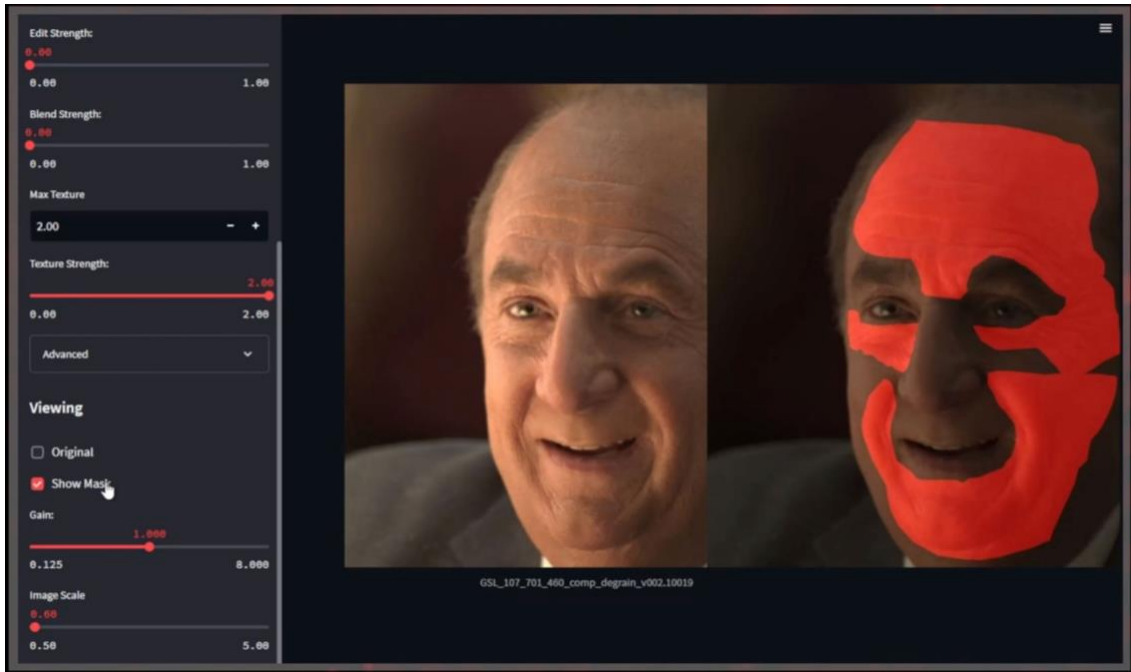 Edit Strength:
0.00
0.00 1.00
Blend Strength:
0.00
0.00 1.00
Max Texture
2.00 - +
Texture Strength:
2.00
0.00 2.00
Advanced
Viewing
Original
Show Mask
Gain:
1.000
0.125 8.000
Image Scale
0.60
0.50 5.00
GSL_107_701_460_comp_degrain_v002.10019